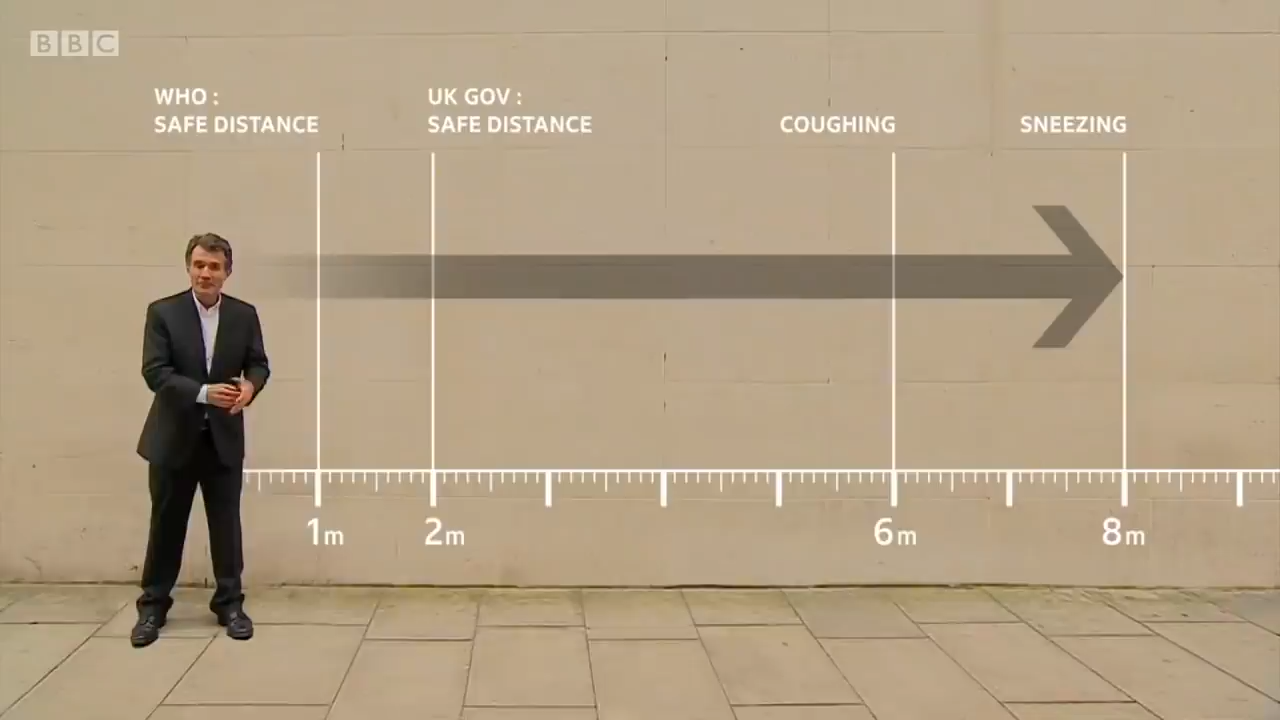 BBC
WHO :
SAFE DISTANCE
UK GOV :
SAFE DISTANCE
COUGHING
SNEEZING
1m
2m
6m
8m